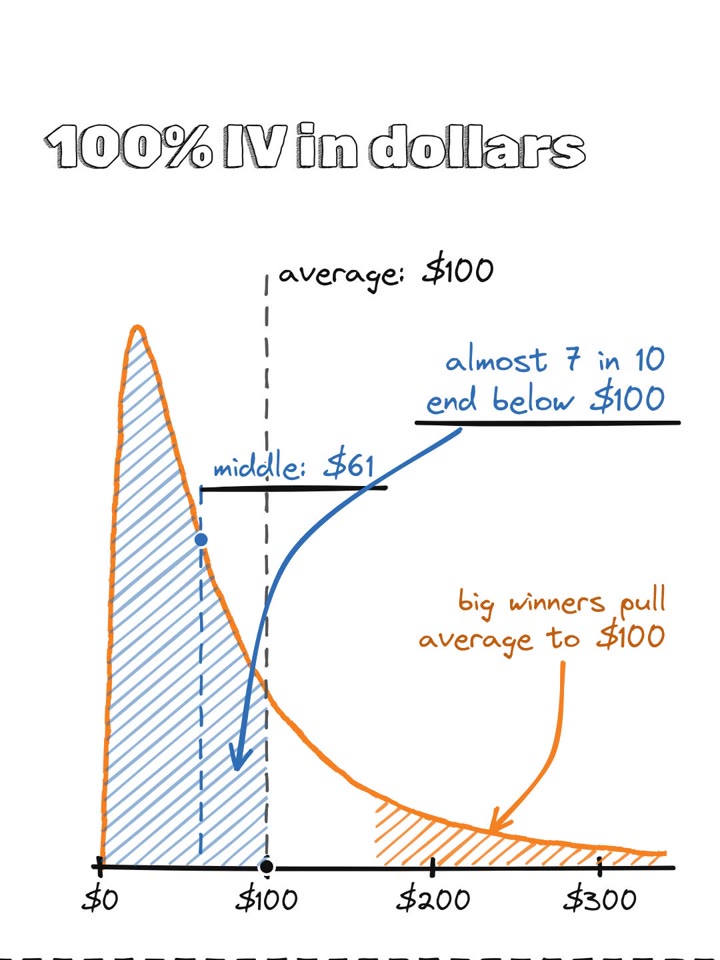 100% IV in dollars
average: $100
almost 7 in 10
end below $100
middle: $61
big winners pull
average to $100
$0 $100 $200 $300